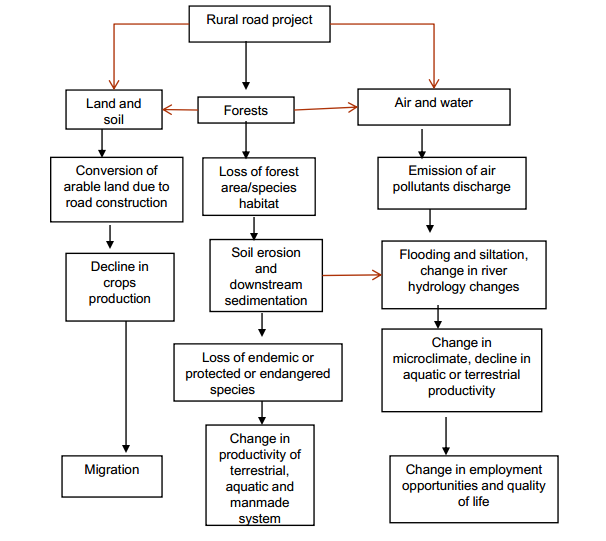 Rural road project
Land and
soil
Forests
Air and water
Conversion of
arable land due to
road construction
Loss of forest
area/species
habitat
Emission of air
pollutants discharge
Decline in
crops
production
Soil erosion
and
downstream
sedimentation
Flooding and siltation,
change in river
hydrology changes
Loss of endemic or
protected or endangered
species
Change in
microclimate, decline in
aquatic or terrestrial
productivity
Migration
Change in
productivity of
terrestrial,
aquatic and
manmade
system
Change in employment
opportunities and quality
of life